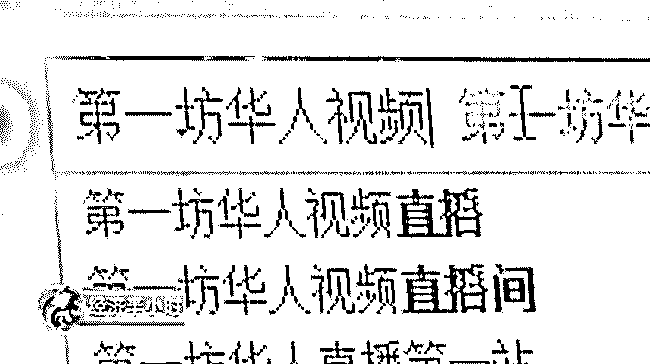 第一坊华人视频 第一坊华
第一坊华人视频直播
第一坊华人视频直播间
第一坊华人直播第一站